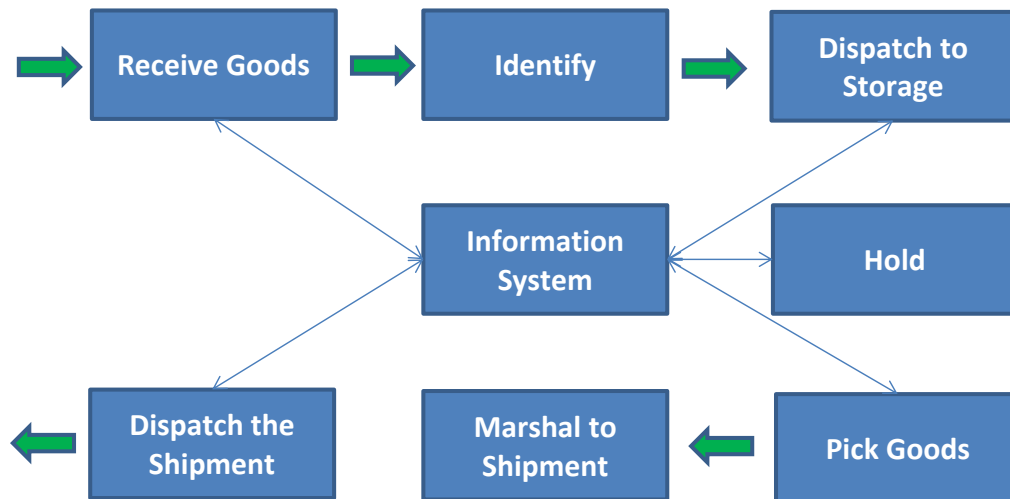 Receive Goods
Identify
Dispatch to
Storage
Information
System
Hold
Dispatch the
Shipment
Marshal to
Shipment
Pick Goods